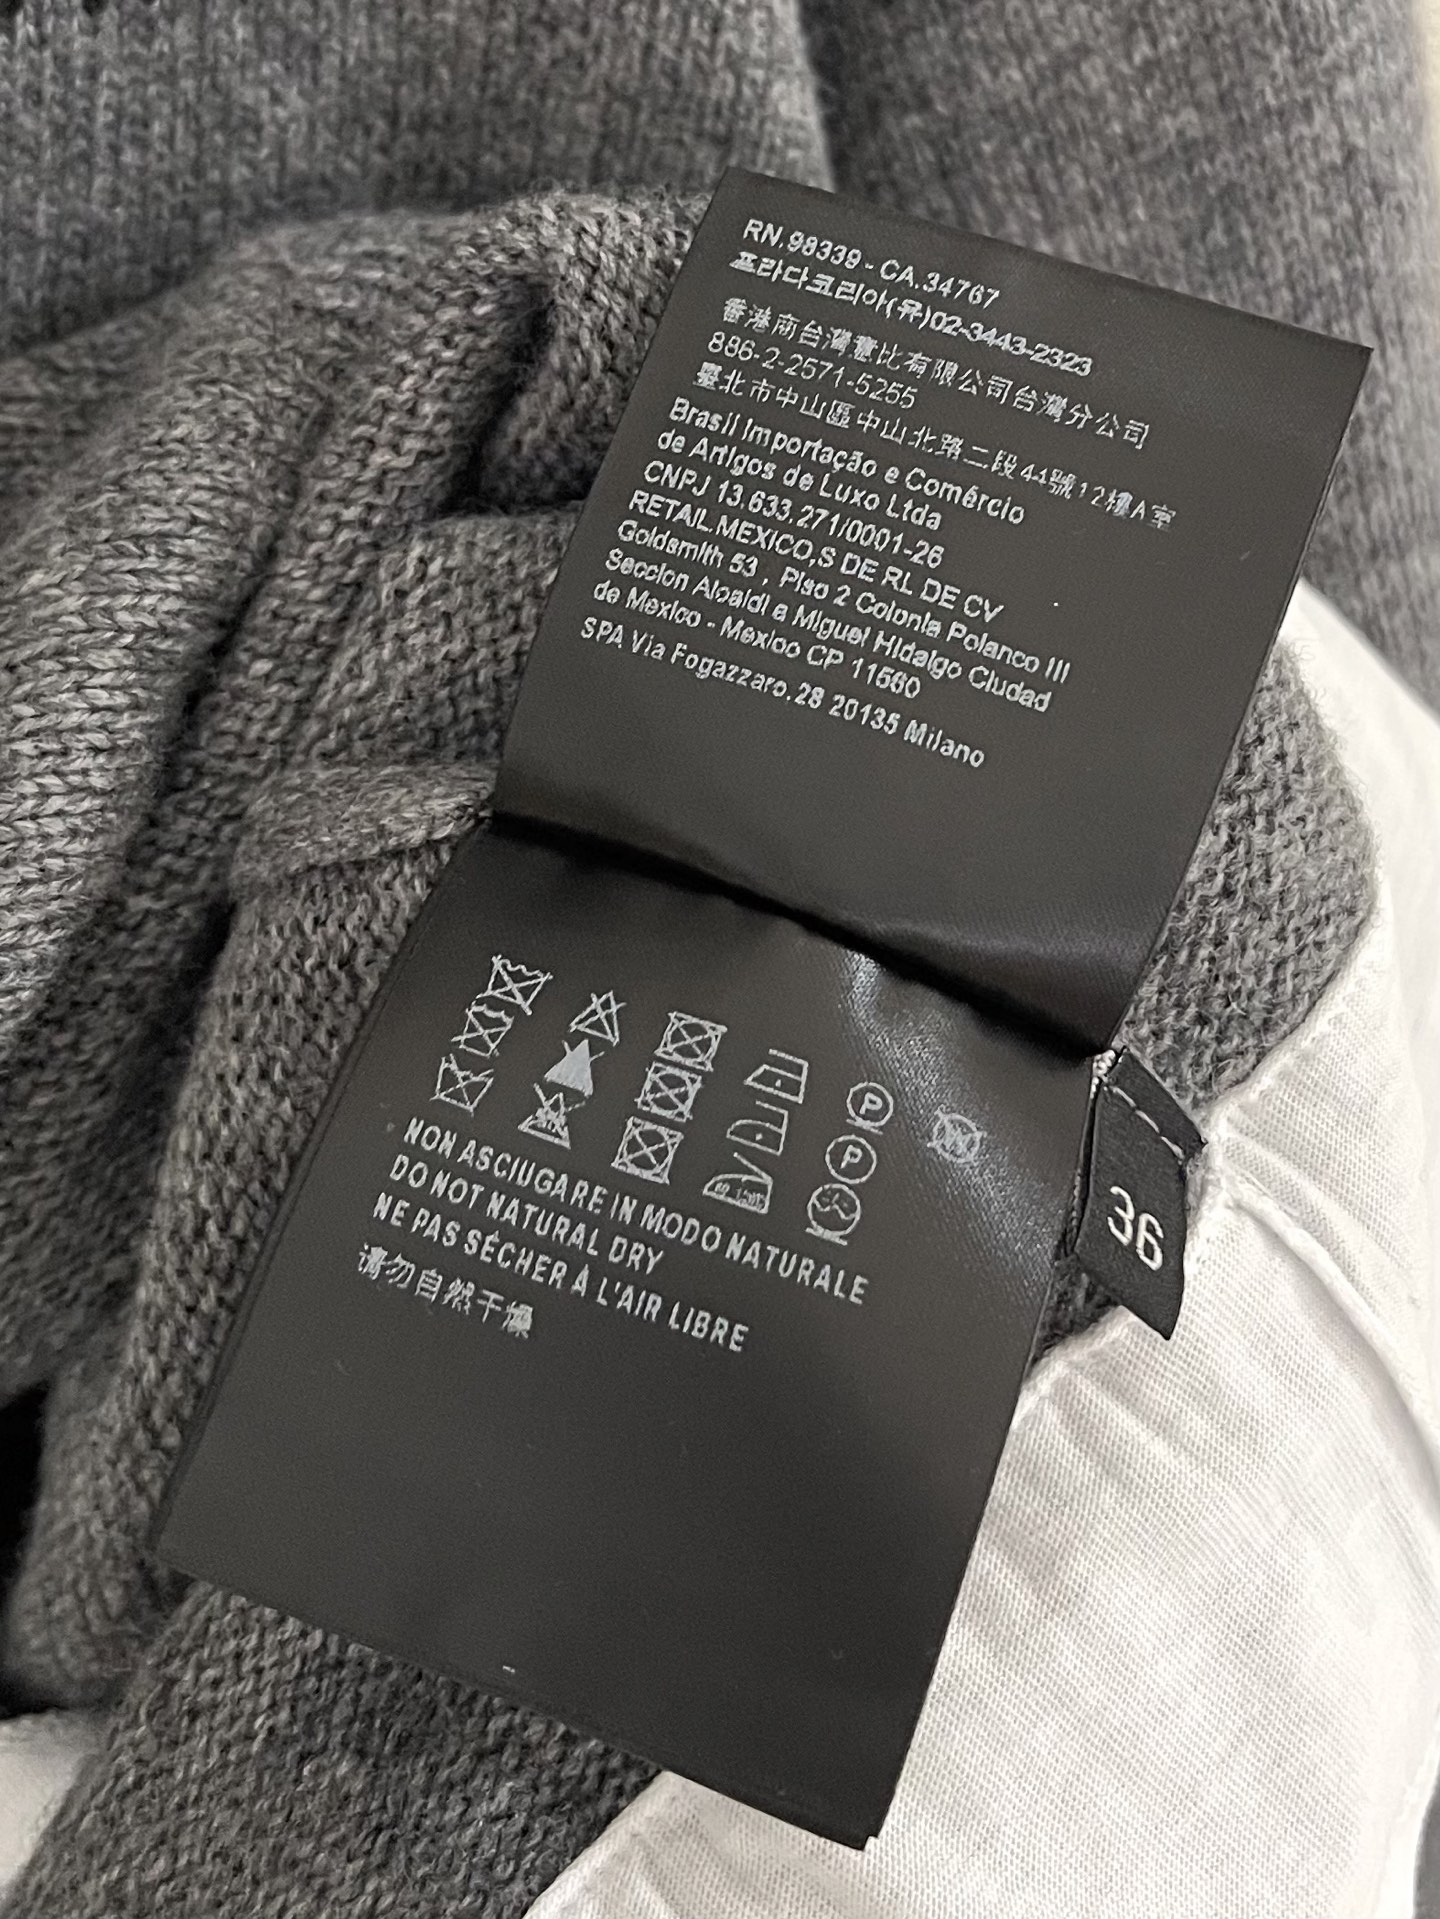 RN.98339 - CA.34767
프라다코리아(유)02-3443-2323
香港商台灣薏比有限公司台灣分公司
886-2-2571-5255
臺北市中山區中山北路二段44號12樓A室
Brasil Importação e Comércio
de Artigos de Luxo Ltda
CNPJ 13.633.271/0001-26
RETAIL.MEXICO,S DE RL DE CV
Goldsmith 53 , Piso 2 Colonia Polanco III
Seccion Alcaldi a Miguel Hidalgo Ciudad
de Mexico - Mexico CP 11560
SPA Via Fogazzaro.28 20135 Milano
P
P
W
NON ASCIUGARE IN MODO NATURALE
DO NOT NATURAL DRY
NE PAS SÉCHER À L'AIR LIBRE
请勿自然干燥
36